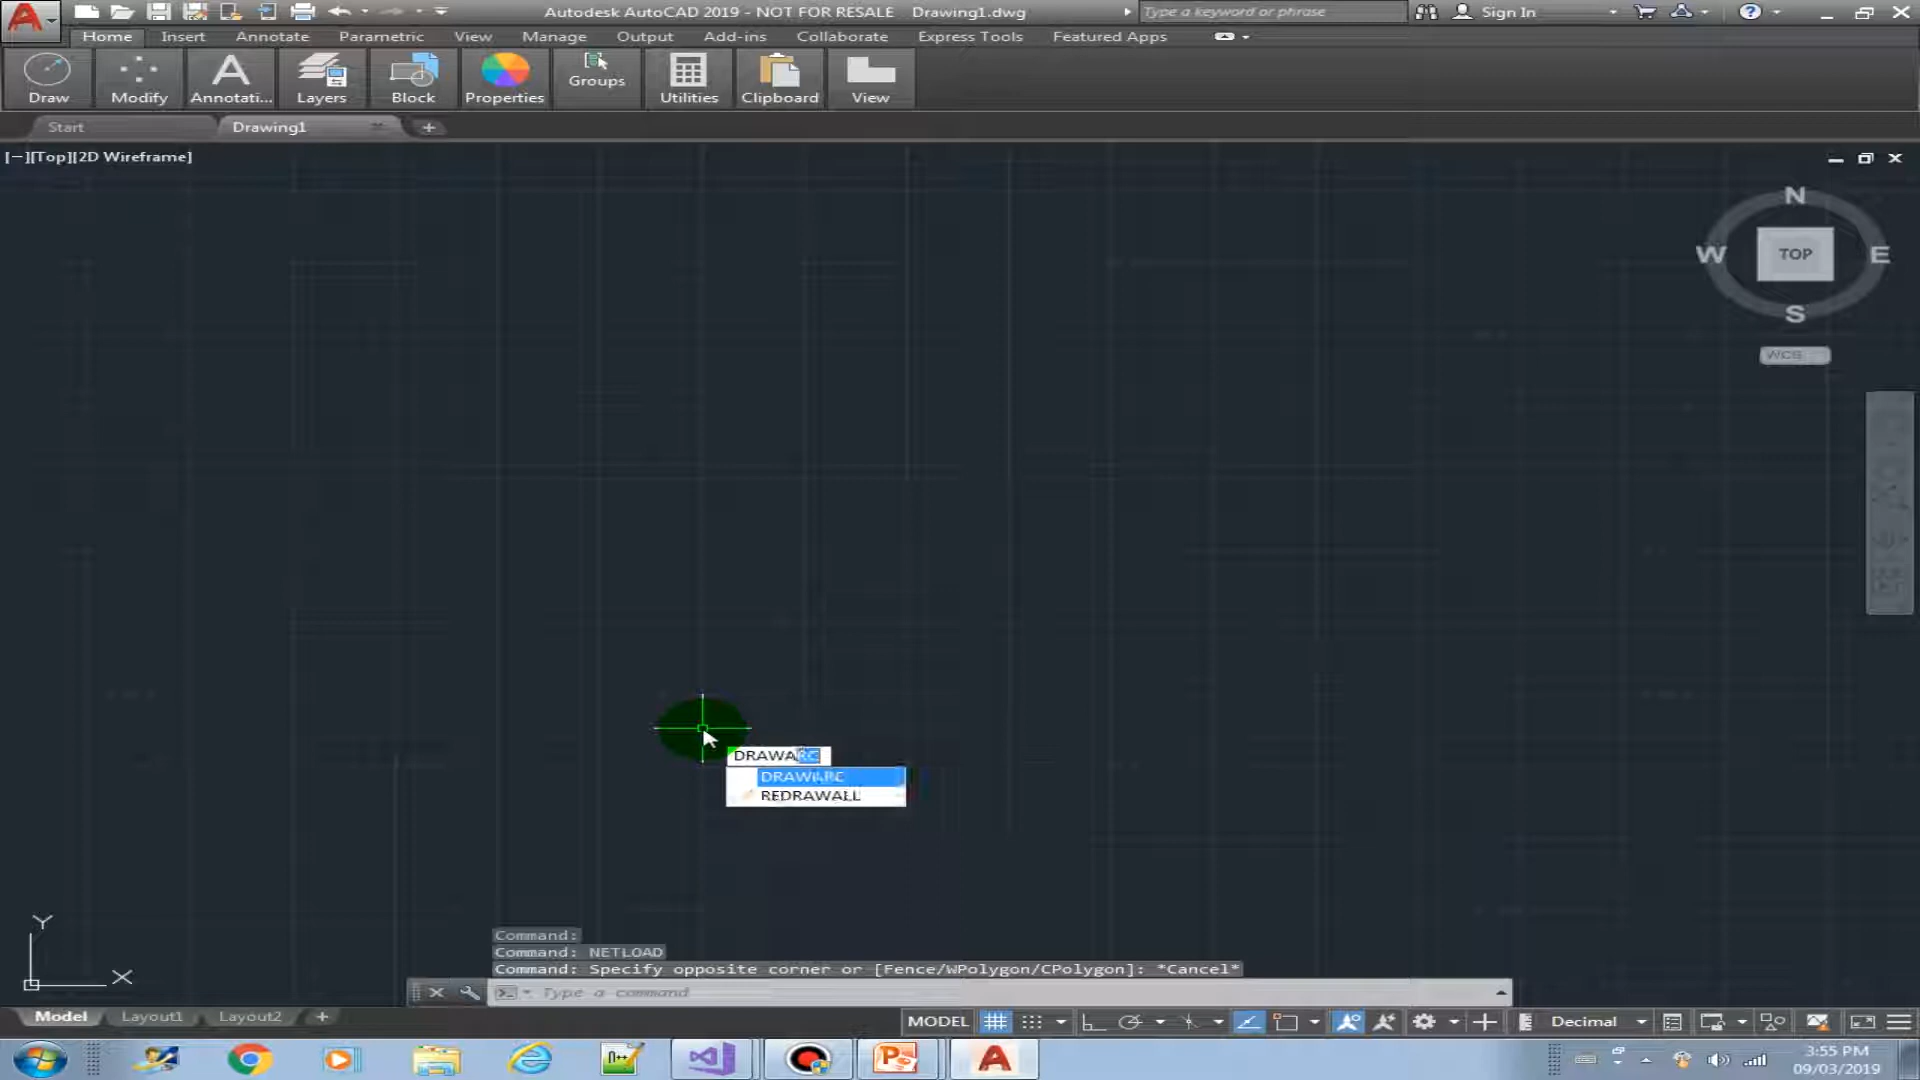 Autodesk AutoCAD 2019 - NOT FOR RESALE Drawing1.dwg
Type a keyword or phrase
Sign In
Home Insert Annotate Parametric View Manage Output Add-ins Collaborate Express Tools Featured Apps
Draw Modify Annotati... Layers Block Properties Groups Utilities Clipboard View
Start Drawing1
[−][Top][2D Wireframe]
N
W TOP E
S
WCS
DRAWARC
DRAWARC
REDRAWALL
Y
X
Command:
Command: NETLOAD
Command: Specify opposite corner or [Fence/WPolygon/CPolygon]: *Cancel*
Type a command
Model Layout1 Layout2
MODEL Decimal
3:55 PM
09/03/2019